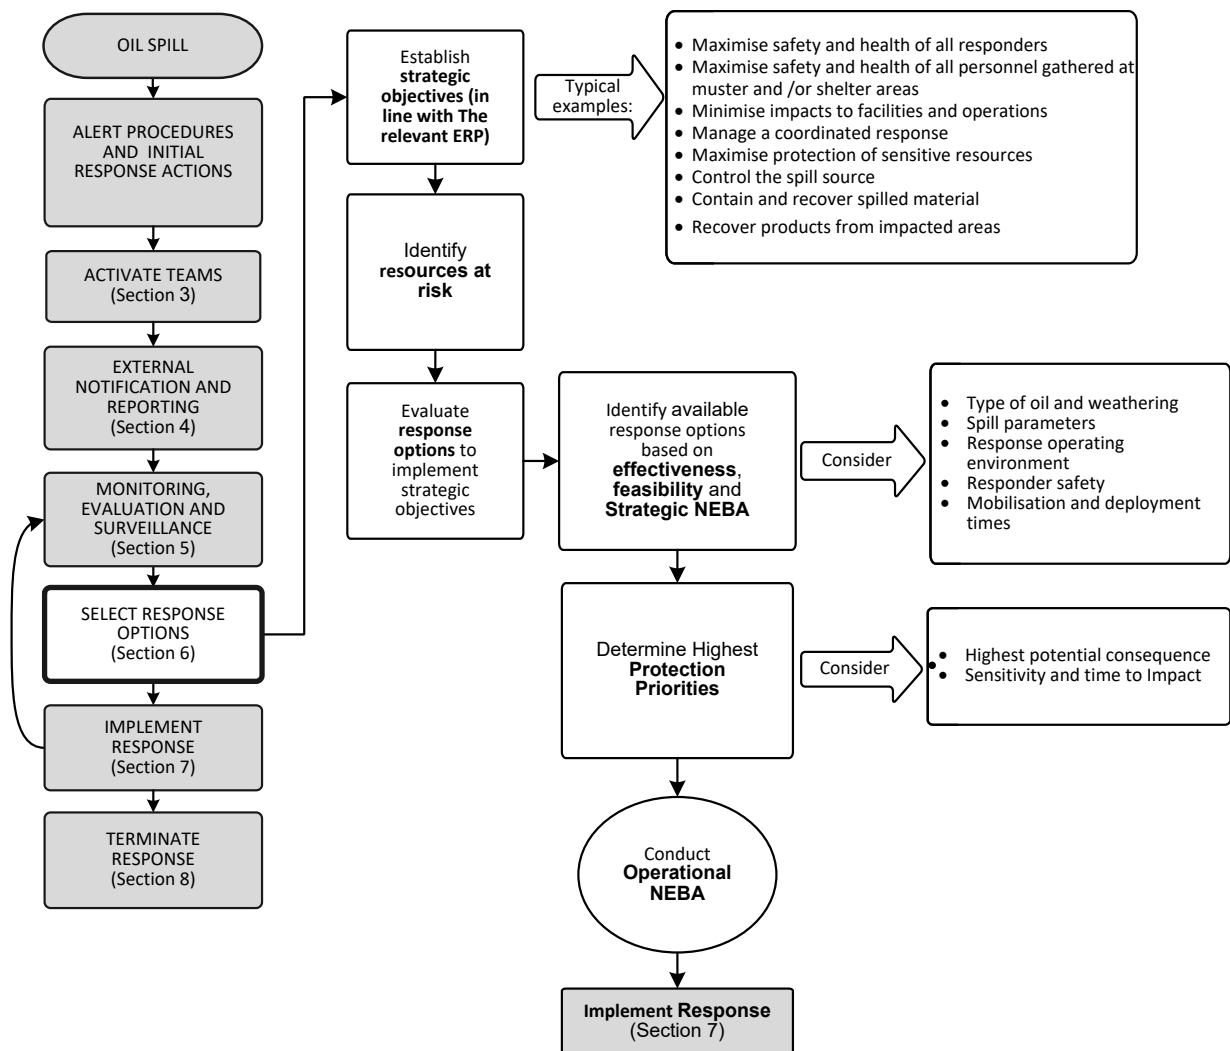 OIL SPILL
ALERT PROCEDURES
AND INITIAL
RESPONSE ACTIONS
ACTIVATE TEAMS
(Section 3)
EXTERNAL
NOTIFICATION AND
REPORTING
(Section 4)
MONITORING,
EVALUATION AND
SURVEILLANCE
(Section 5)
SELECT RESPONSE
OPTIONS
(Section 6)
IMPLEMENT
RESPONSE
(Section 7)
TERMINATE
RESPONSE
(Section 8)
Establish
strategic
objectives (in
line with The
relevant ERP)
Typical
examples:
• Maximise safety and health of all responders
• Maximise safety and health of all personnel gathered at
muster and /or shelter areas
• Minimise impacts to facilities and operations
• Manage a coordinated response
• Maximise protection of sensitive resources
• Control the spill source
• Contain and recover spilled material
• Recover products from impacted areas
Identify
resources at
risk
Evaluate
response
options to
implement
strategic
objectives
Identify available
response options
based on
effectiveness,
feasibility and
Strategic NEBA
Consider
• Type of oil and weathering
• Spill parameters
• Response operating
environment
• Responder safety
• Mobilisation and deployment
times
Determine Highest
Protection
Priorities
Consider
• Highest potential consequence
• Sensitivity and time to Impact
Conduct
Operational
NEBA
Implement Response
(Section 7)